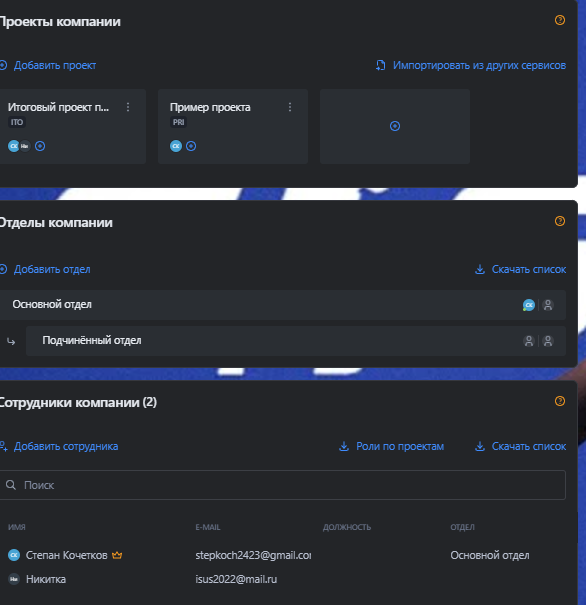 Проекты компании
Добавить проект
Импортировать из других сервисов
Итоговый проект п...
ITO
СК Ни
Пример проекта
PRI
СК
Отделы компании
Добавить отдел
Скачать список
Основной отдел
СК
Подчинённый отдел
Сотрудники компании (2)
Добавить сотрудника
Роли по проектам
Скачать список
Поиск
ИМЯ E-MAIL ДОЛЖНОСТЬ ОТДЕЛ
СК Степан Кочетков stepkoch2423@gmail.co Основной отдел
Ни Никитка isus2022@mail.ru